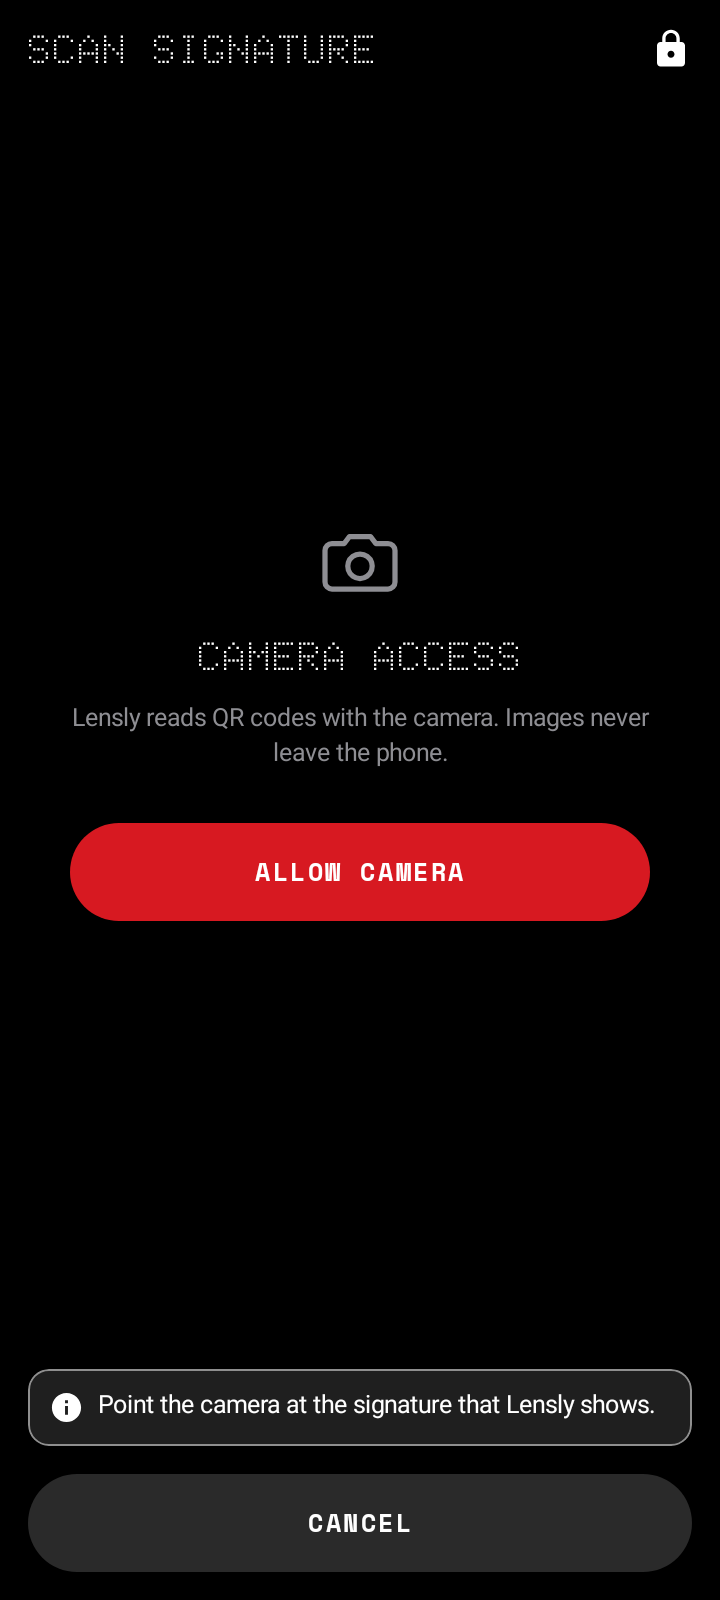 SCAN SIGNATURE
CAMERA ACCESS
Lensly reads QR codes with the camera. Images never
leave the phone.
ALLOW CAMERA
Point the camera at the signature that Lensly shows.
CANCEL